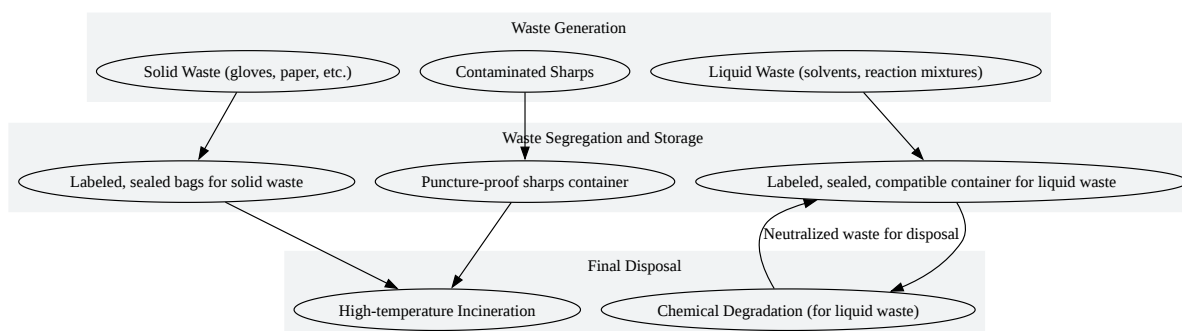 Waste Generation
Solid Waste (gloves, paper, etc.)
Contaminated Sharps
Liquid Waste (solvents, reaction mixtures)
Waste Segregation and Storage
Labeled, sealed bags for solid waste
Puncture-proof sharps container
Labeled, sealed, compatible container for liquid waste
Neutralized waste for disposal
Final Disposal
High-temperature Incineration
Chemical Degradation (for liquid waste)